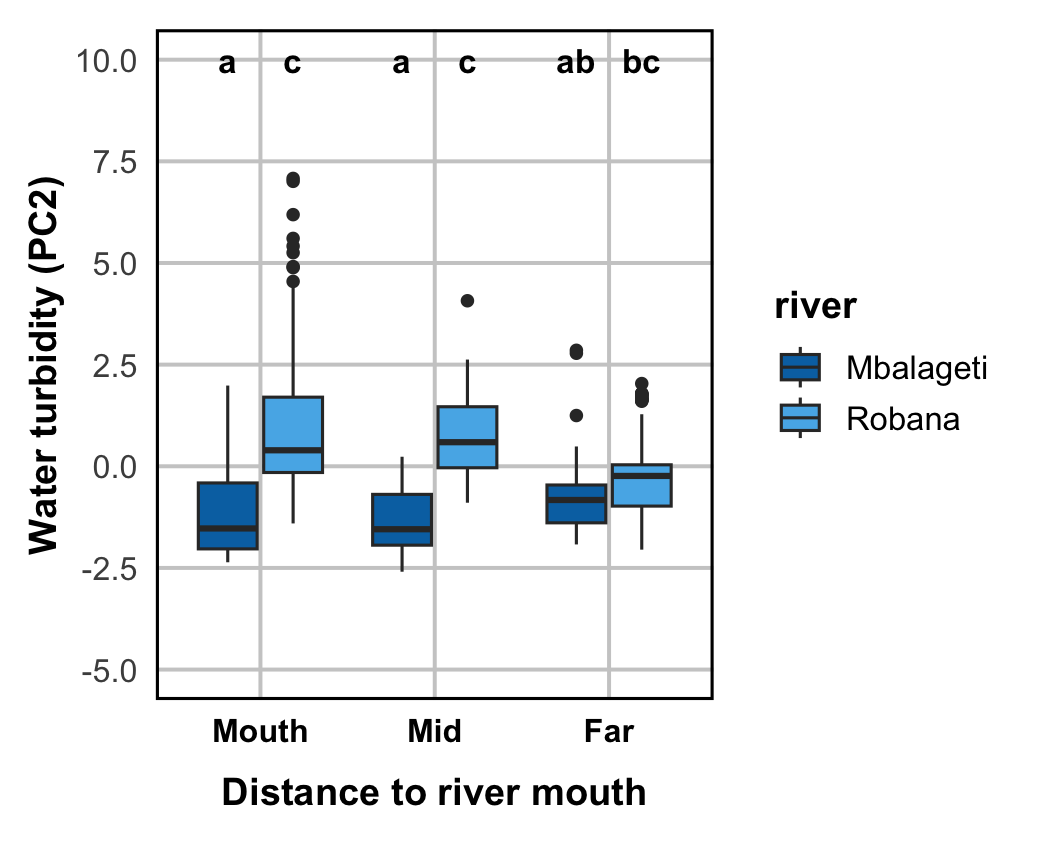 10.0
7.5
5.0
2.5
0.0
-2.5
-5.0
Water turbidity (PC2)
a c a c ab bc
Mouth Mid Far
Distance to river mouth
river
Mbalageti
Robana